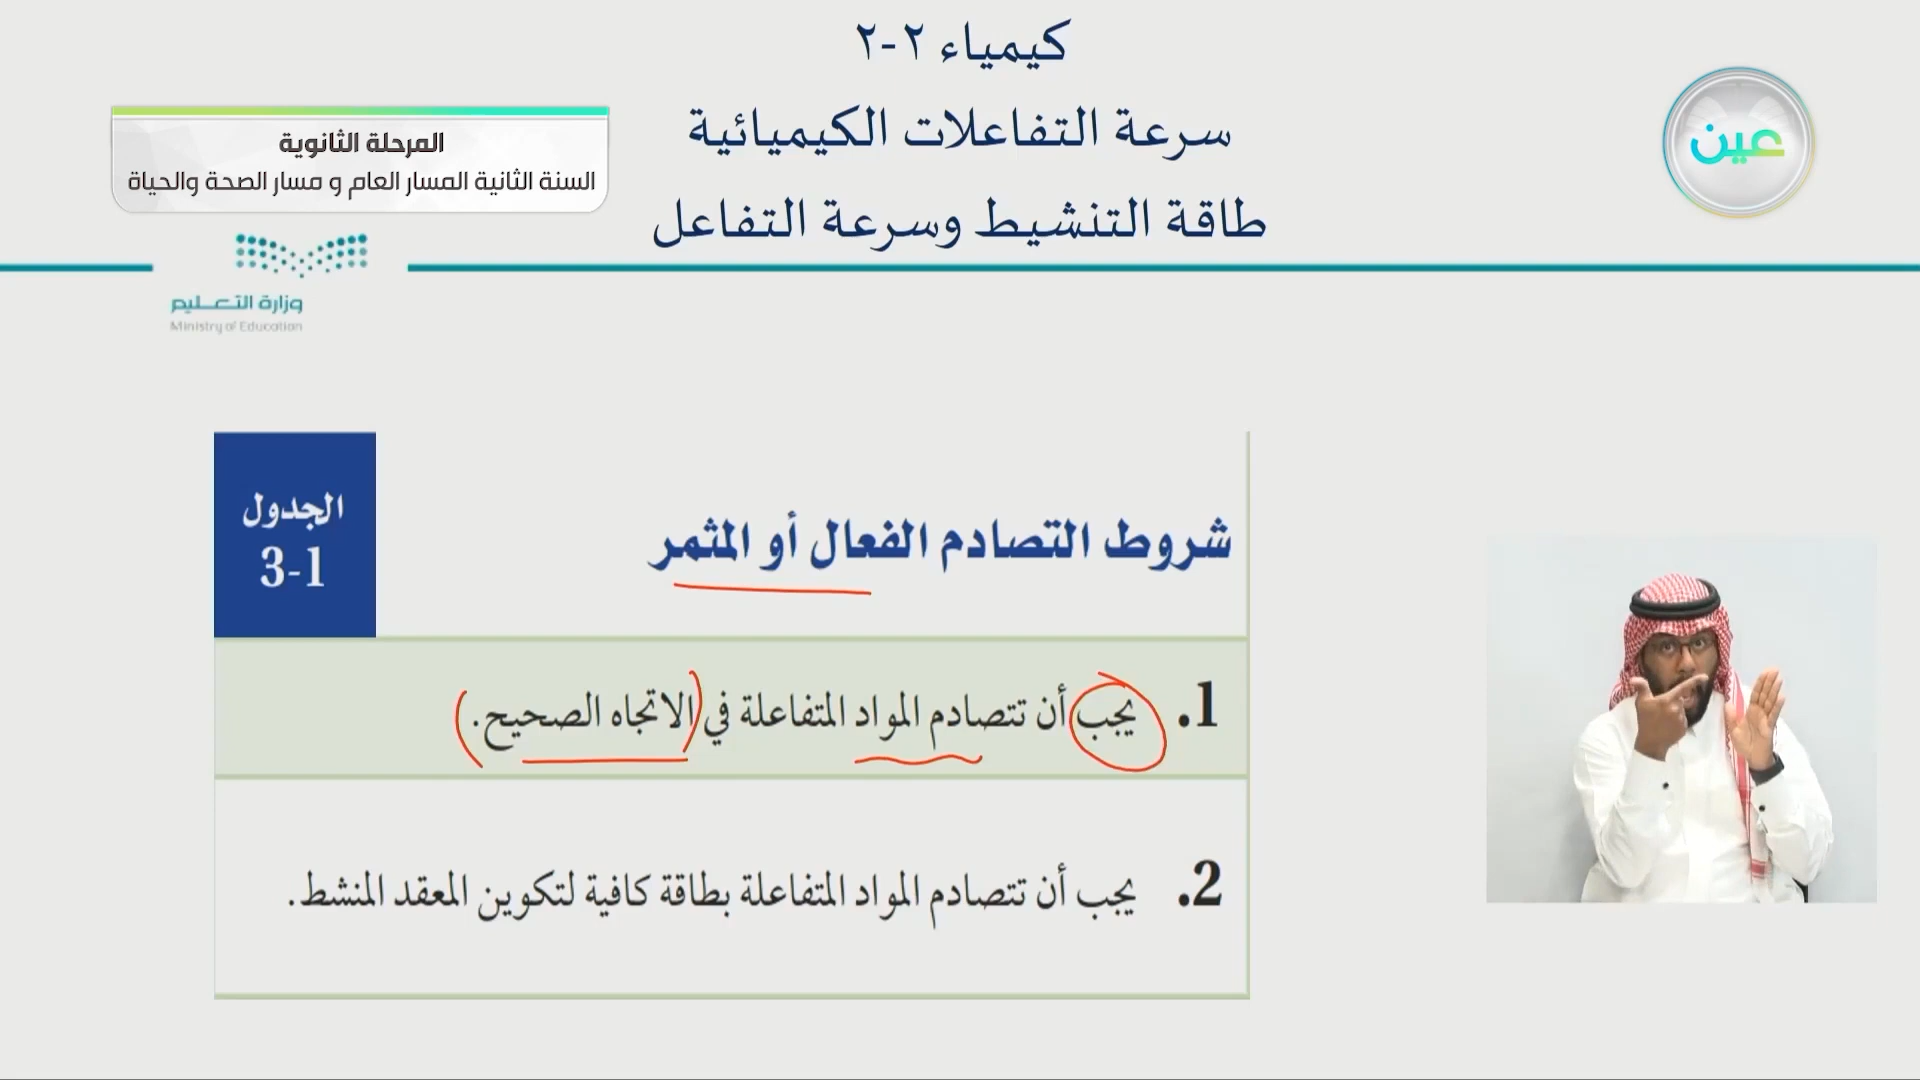 كيمياء ٢-٢
سرعة التفاعلات الكيميائية
طاقة التنشيط وسرعة التفاعل
عين
المرحلة الثانوية
السنة الثانية المسار العام و مسار الصحة والحياة
وزارة التعليم
Ministry of Education
الجدول
3-1
شروط التصادم الفعال أو المثمر
1. يجب أن تتصادم المواد المتفاعلة في الاتجاه الصحيح.
2. يجب أن تتصادم المواد المتفاعلة بطاقة كافية لتكوين المعقد المنشط.